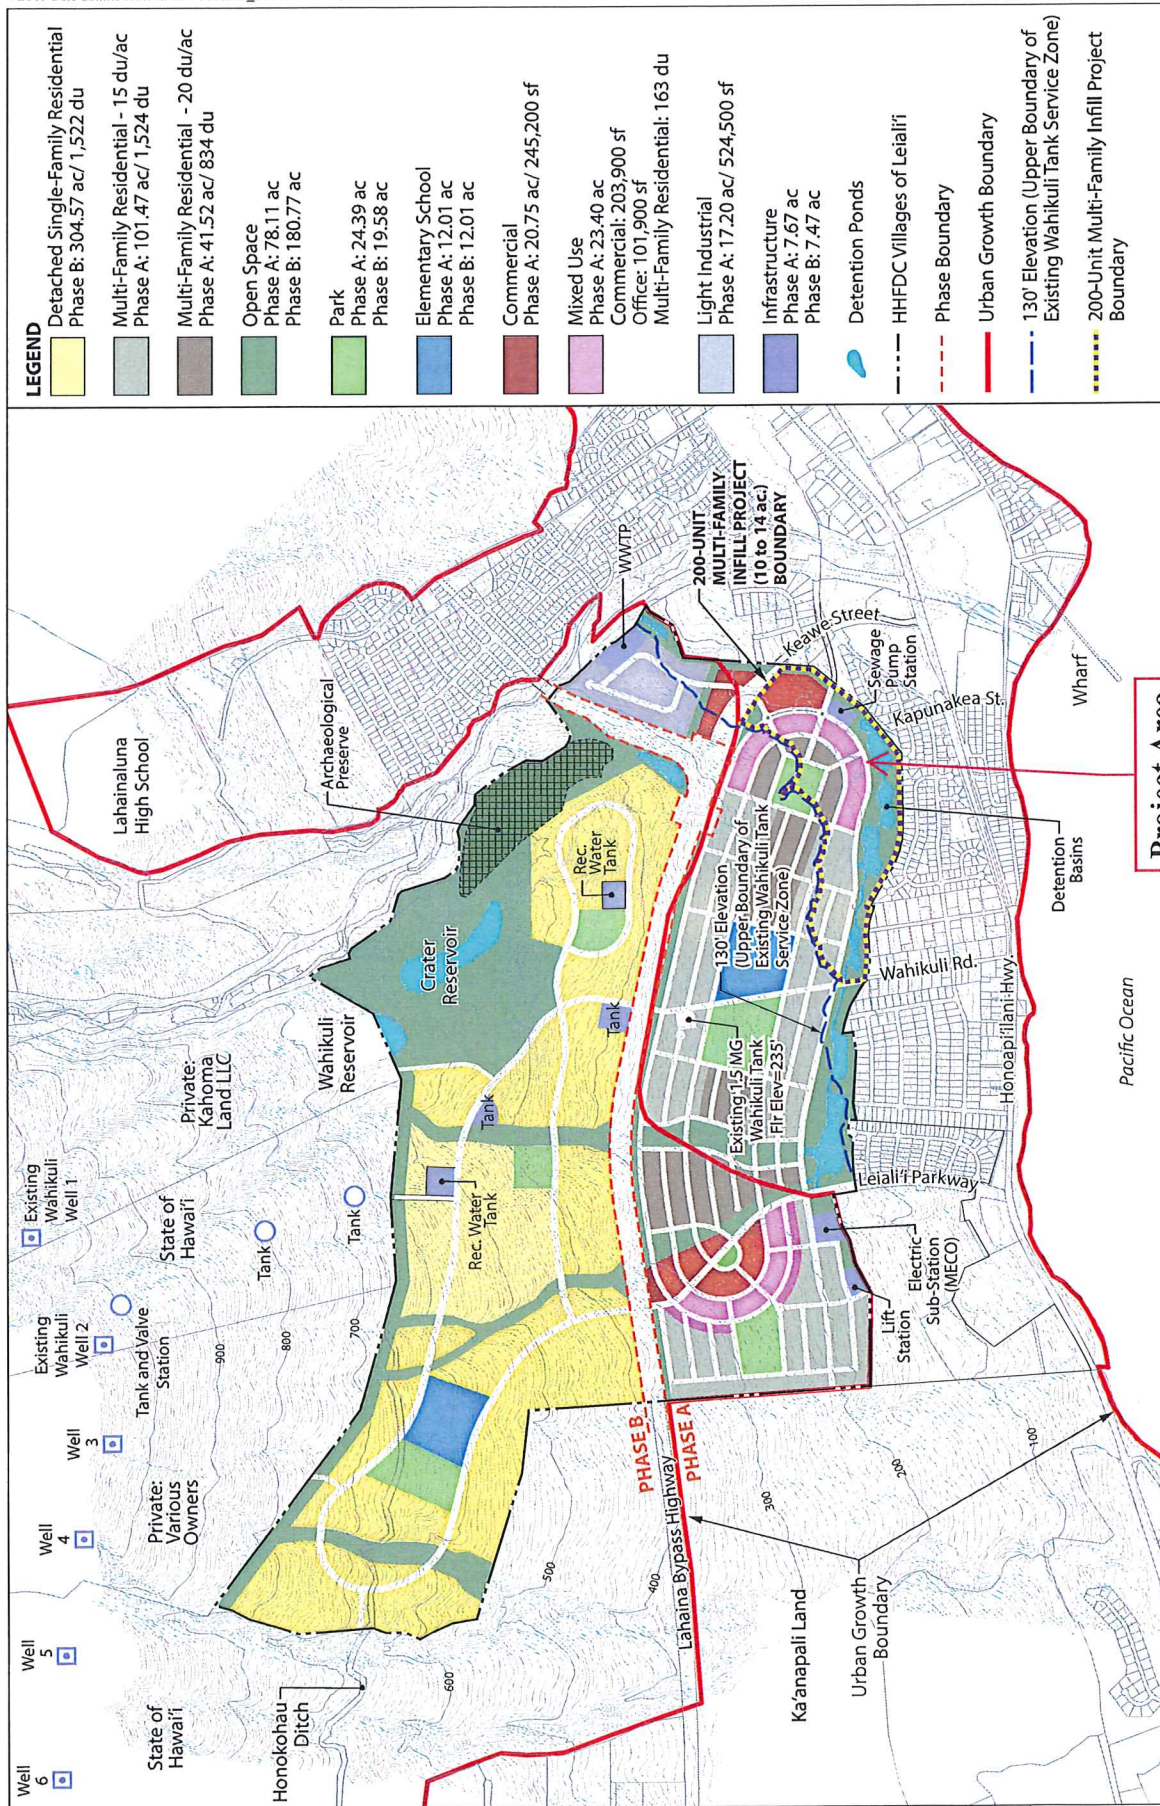 LEGEND
Detached Single-Family Residential
Phase B: 304.57 ac/ 1,522 du
Multi-Family Residential - 15 du/ac
Phase A: 101.47 ac/ 1,524 du
Multi-Family Residential - 20 du/ac
Phase A: 41.52 ac/ 834 du
Open Space
Phase A: 78.11 ac
Phase B: 180.77 ac
Park
Phase A: 24.39 ac
Phase B: 19.58 ac
Elementary School
Phase A: 12.01 ac
Phase B: 12.01 ac
Commercial
Phase A: 20.75 ac/ 245,200 sf
Mixed Use
Phase A: 23.40 ac
Commercial: 203,900 sf
Office: 101,900 sf
Multi-Family Residential: 163 du
Light Industrial
Phase A: 17.20 ac/ 524,500 sf
Infrastructure
Phase A: 7.67 ac
Phase B: 7.47 ac
Detention Ponds
HHFDC Villages of Leiali'i
Phase Boundary
Urban Growth Boundary
130' Elevation (Upper Boundary of
Existing Wahikuli Tank Service Zone)
200-Unit Multi-Family Infill Project
Boundary
Well
6
Well
5
Well
4
Well
3
Existing
Wahikuli
Well 2
Existing
Wahikuli
Well 1
State of
Hawai'i
Private:
Various
Owners
Tank and Valve
Station
Tank
Tank
State of
Hawai'i
Private:
Kahoma
Land LLC
Wahikuli
Reservoir
Lahainaluna
High School
Archaeological
Preserve
Honokohau
Ditch
900
800
700
600
500
400
300
200
100
Crater
Reservoir
Rec. Water
Tank
Tank
Rec.
Water
Tank
Tank
WWTP
PHASE B
PHASE A
Lahaina Bypass Highway
200-UNIT
MULTI-FAMILY
INFILL PROJECT
(10 to 14 ac.)
BOUNDARY
Keawe Street
Sewage
Pump
Station
Kapunakea St.
Wharf
130' Elevation
(Upper Boundary of
Existing Wahikuli Tank
Service Zone)
Existing 1.5 MG
Wahikuli Tank
Flr Elev=235'
Wahikuli Rd.
Detention
Basins
Leiali'i Parkway
Electric
Sub-Station
(MECO)
Lift
Station
Honoapi'ilani Hwy.
Ka'anapali Land
Urban Growth
Boundary
Pacific Ocean
Project Area